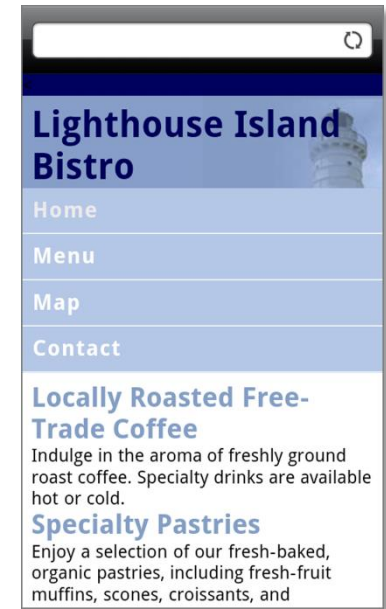 Lighthouse Island
Bistro
Home
Menu
Map
Contact
Locally Roasted Free-
Trade Coffee
Indulge in the aroma of freshly ground
roast coffee. Specialty drinks are available
hot or cold.
Specialty Pastries
Enjoy a selection of our fresh-baked,
organic pastries, including fresh-fruit
muffins, scones, croissants, and